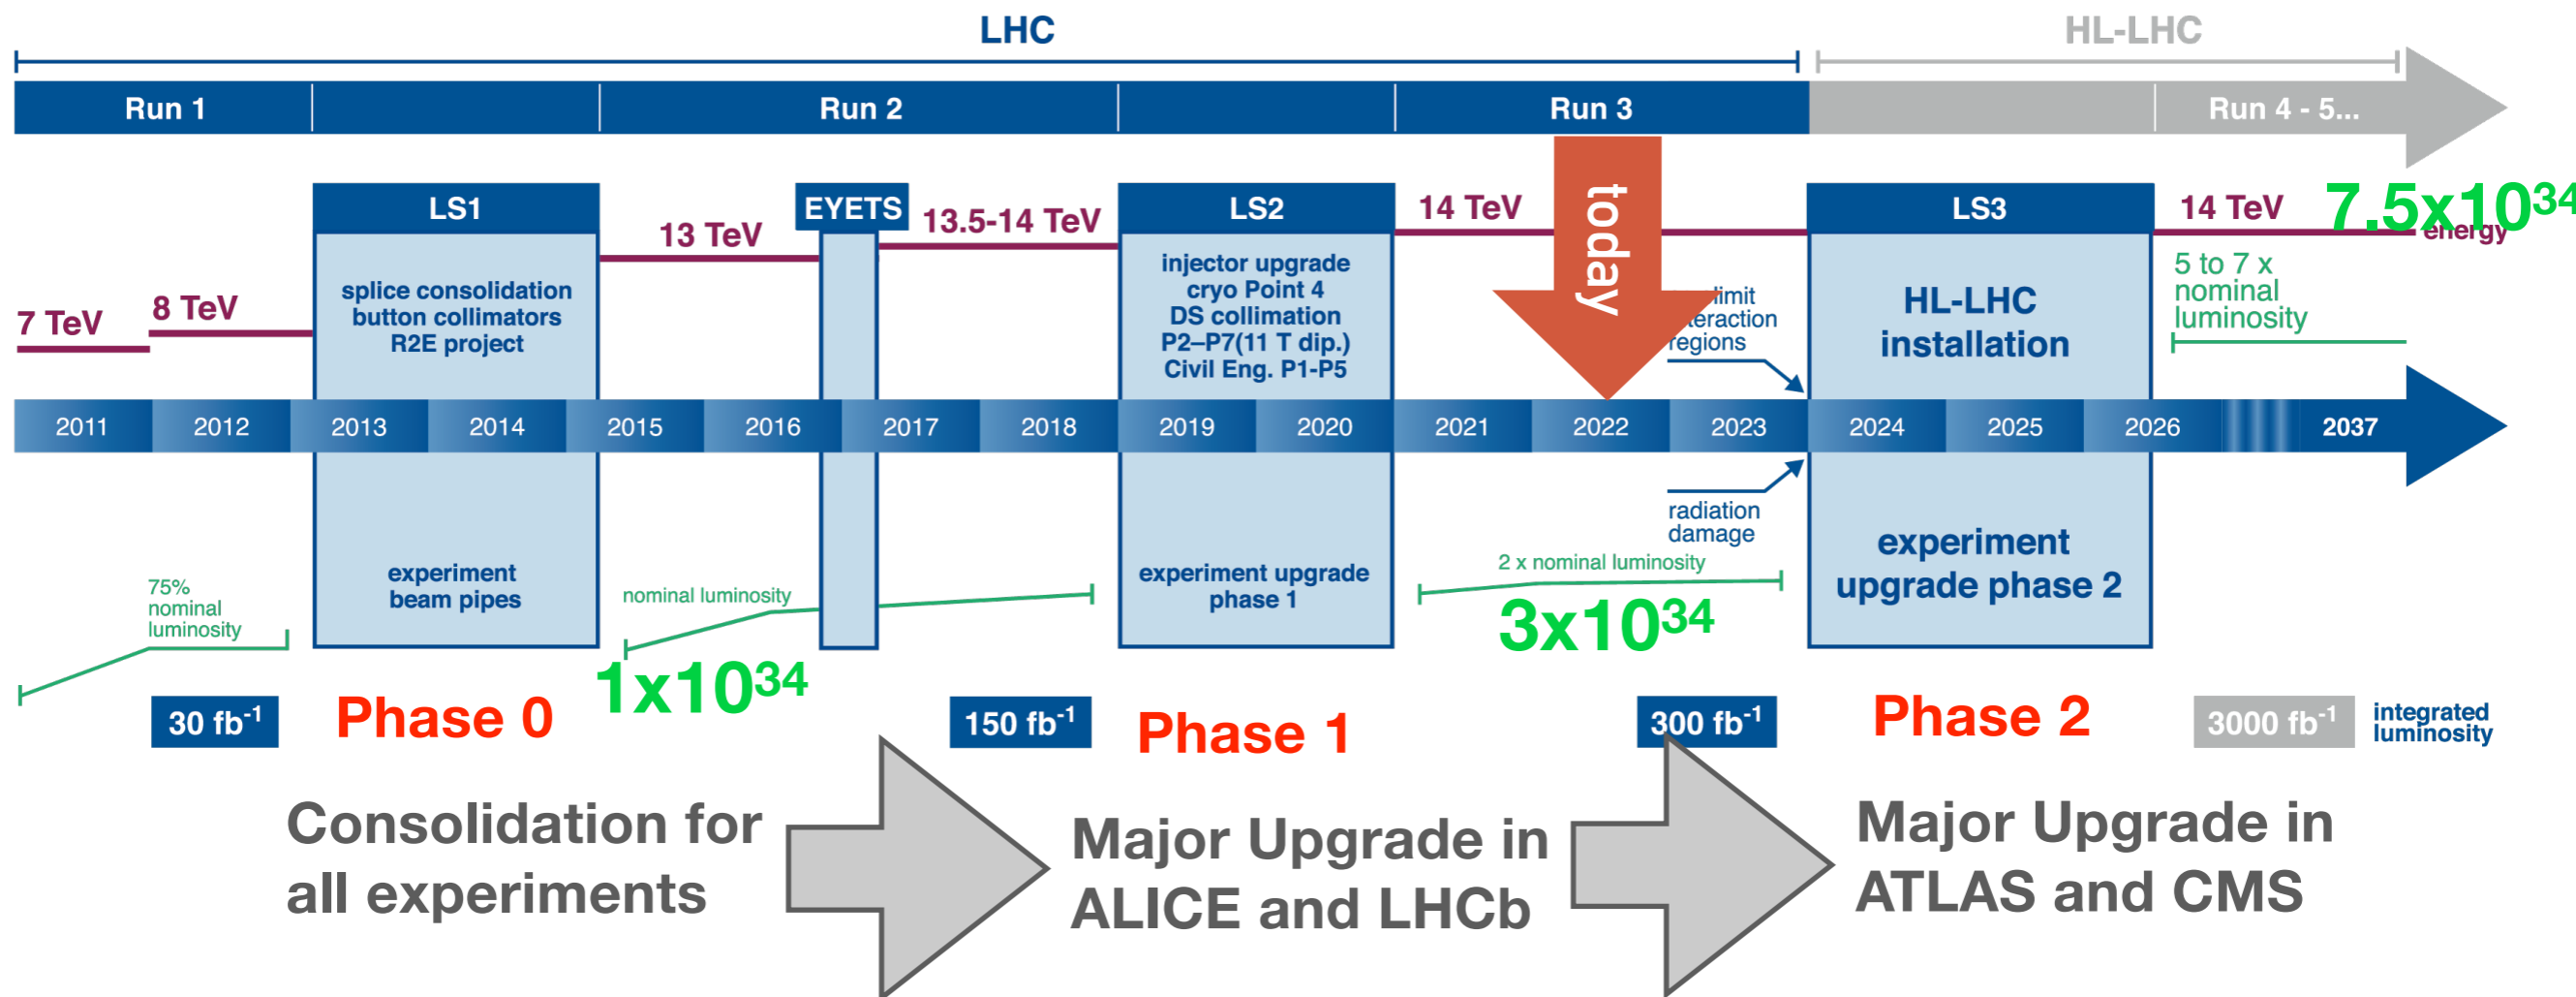 LHC
HL-LHC
Run 1
Run 2
Run 3
Run 4 - 5...
LS1
EYETS
LS2
LS3
7 TeV
8 TeV
13 TeV
13.5-14 TeV
14 TeV
14 TeV
7.5x10³⁴
energy
today
splice consolidation
button collimators
R2E project
injector upgrade
cryo Point 4
DS collimation
P2–P7(11 T dip.)
Civil Eng. P1-P5
limit
regions
HL-LHC
installation
5 to 7 x
nominal
luminosity
2011 2012 2013 2014 2015 2016 2017 2018 2019 2020 2021 2022 2023 2024 2025 2026 2037
radiation
damage
75%
nominal
luminosity
experiment
beam pipes
nominal luminosity
1x10³⁴
experiment upgrade
phase 1
2 x nominal luminosity
3x10³⁴
experiment
upgrade phase 2
30 fb⁻¹
Phase 0
150 fb⁻¹
Phase 1
300 fb⁻¹
Phase 2
3000 fb⁻¹
integrated
luminosity
Consolidation for
all experiments
Major Upgrade in
ALICE and LHCb
Major Upgrade in
ATLAS and CMS